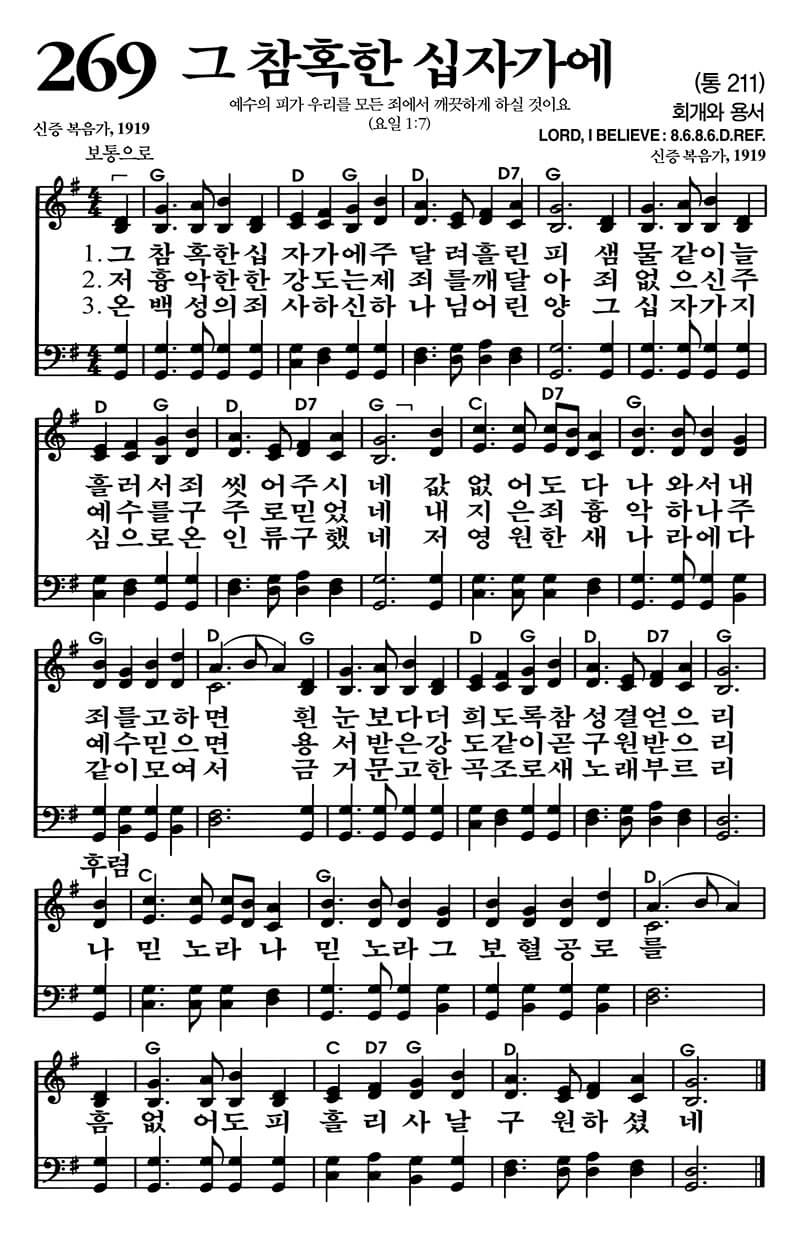 269 그 참혹한 십자가에 (통 211)
예수의 피가 우리를 모든 죄에서 깨끗하게 하실 것이요
(요일 1:7)
회개와 용서
신증 복음가, 1919
LORD, I BELIEVE : 8.6.8.6.D.REF.
보통으로
신증 복음가, 1919
G D G D D7 G
4 4
1. 그 참 혹한십 자가에주 달 려흘린 피 샘 물같이늘
2. 저 흉 악한한 강도는제 죄 를깨달 아 죄 없으신주
3. 온 백 성의죄 사하신하 나 님어린 양 그 십자가지
4 4
D G D D7 G C D7 G
흘러서죄 씻 어주시 네 값 없 어도 다 나 와서내
예수를구 주 로믿었 네 내 지 은죄 흉 악 하나주
심으로온 인 류구했 네 저 영 원한 새 나 라에다
G D G D G D D7 G
죄를고하 면 흰 눈보다더 희도록참 성결얻으 리
예수믿으 면 용 서받은강 도같이곧 구원받으 리
같이모여 서 금 거문고한 곡조로새 노래부르 리
후렴
C G D
나 믿 노라 나 믿 노라그 보혈공로 를
G C D7 G D G
흠 없 어도피 흘리사날 구 원하셨 네